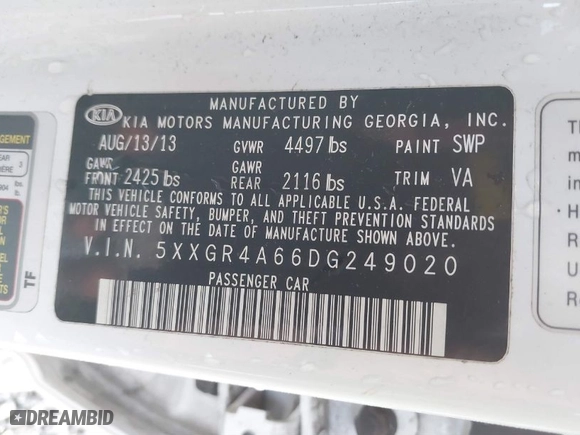 MANUFACTURED BY
KIA KIA MOTORS MANUFACTURING GEORGIA, INC.
AUG/13/13 GVWR 4497 lbs PAINT SWP
GAWR FRONT 2425 lbs GAWR REAR 2116 lbs TRIM VA
THIS VEHICLE CONFORMS TO ALL APPLICABLE U.S.A. FEDERAL
MOTOR VEHICLE SAFETY, BUMPER, AND THEFT PREVENTION STANDARDS
IN EFFECT ON THE DATE OF MANUFACTURE SHOWN ABOVE.
V.I.N. 5XXGR4A66DG249020
PASSENGER CAR
TF
DREAMBID